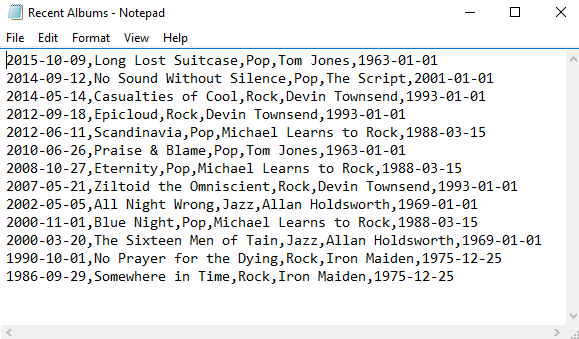 Recent Albums - Notepad
File Edit Format View Help
2015-10-09,Long Lost Suitcase,Pop,Tom Jones,1963-01-01
2014-09-12,No Sound Without Silence,Pop,The Script,2001-01-01
2014-05-14,Casualties of Cool,Rock,Devin Townsend,1993-01-01
2012-09-18,Epicloud,Rock,Devin Townsend,1993-01-01
2012-06-11,Scandinavia,Pop,Michael Learns to Rock,1988-03-15
2010-06-26,Praise & Blame,Pop,Tom Jones,1963-01-01
2008-10-27,Eternity,Pop,Michael Learns to Rock,1988-03-15
2007-05-21,Ziltoid the Omniscient,Rock,Devin Townsend,1993-01-01
2002-05-05,All Night Wrong,Jazz,Allan Holdsworth,1969-01-01
2000-11-01,Blue Night,Pop,Michael Learns to Rock,1988-03-15
2000-03-20,The Sixteen Men of Tain,Jazz,Allan Holdsworth,1969-01-01
1990-10-01,No Prayer for the Dying,Rock,Iron Maiden,1975-12-25
1986-09-29,Somewhere in Time,Rock,Iron Maiden,1975-12-25